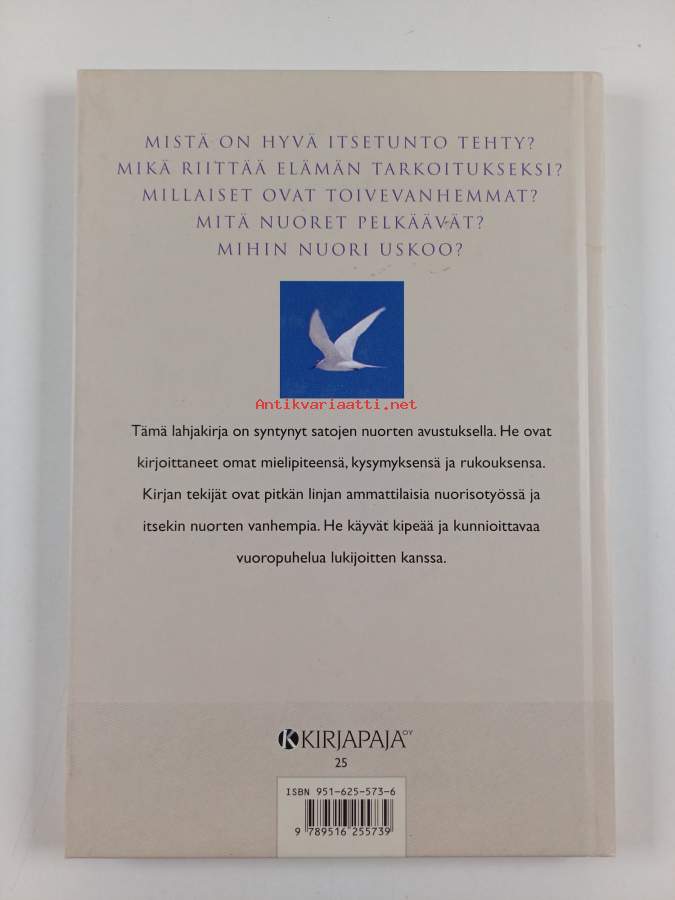 MISTÄ ON HYVÄ ITSETUNTO TEHTY?
MIKÄ RIITTÄÄ ELÄMÄN TARKOITUKSEKSI?
MILLAISET OVAT TOIVEVANHEMMAT?
MITÄ NUORET PELKÄÄVÄT?
MIHIN NUORI USKOO?
Antikvariaatti.net
Tämä lahjakirja on syntynyt satojen nuorten avustuksella. He ovat
kirjoittaneet omat mielipiteensä, kysymyksensä ja rukouksensa.
Kirjan tekijät ovat pitkän linjan ammattilaisia nuorisotyössä ja
itsekin nuorten vanhempia. He käyvät kipeää ja kunnioittavaa
vuoropuhelua lukijoitten kanssa.
KIRJAPAJA OY
25
ISBN 951-625-573-6
9 789516 255739